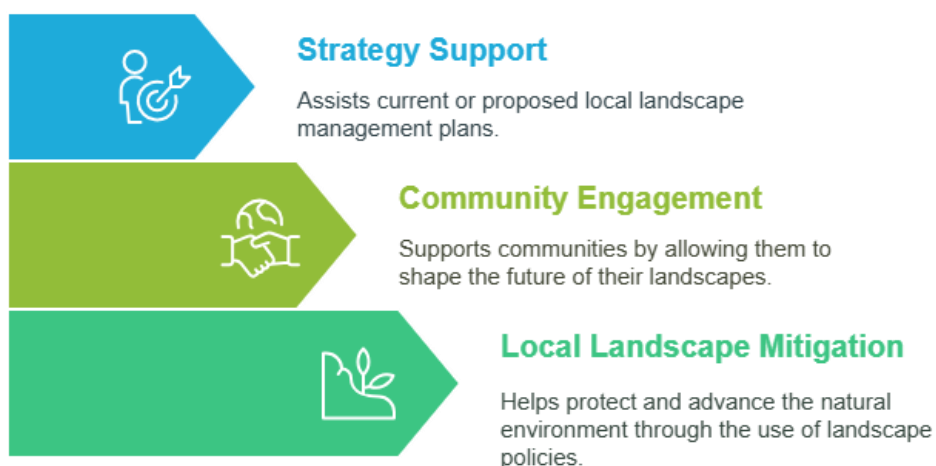 Strategy Support
Assists current or proposed local landscape
management plans.
Community Engagement
Supports communities by allowing them to
shape the future of their landscapes.
Local Landscape Mitigation
Helps protect and advance the natural
environment through the use of landscape
policies.